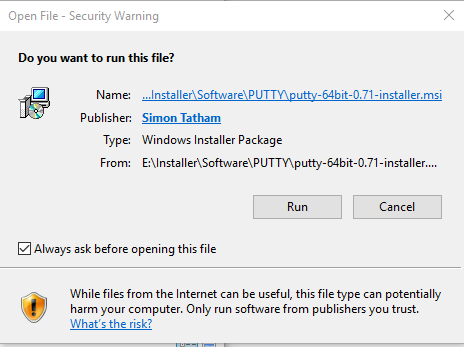 Open File - Security Warning
Do you want to run this file?
Name: ...Installer\Software\PUTTY\putty-64bit-0.71-installer.msi
Publisher: Simon Tatham
Type: Windows Installer Package
From: E:\Installer\Software\PUTTY\putty-64bit-0.71-installer....
Run Cancel
Always ask before opening this file
While files from the Internet can be useful, this file type can potentially
harm your computer. Only run software from publishers you trust.
What's the risk?